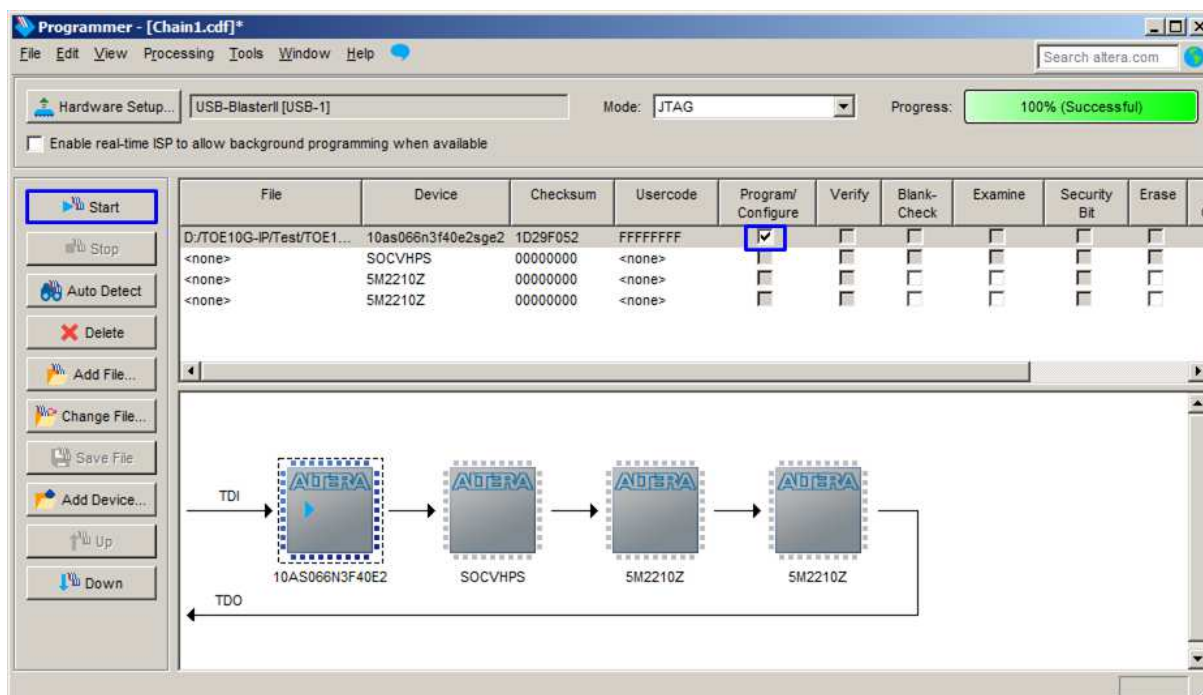 Programmer - [Chain1.cdf]*
File Edit View Processing Tools Window Help
Search altera.com
Hardware Setup... USB-BlasterII [USB-1] Mode: JTAG Progress: 100% (Successful)
Enable real-time ISP to allow background programming when available
Start
Stop
Auto Detect
Delete
Add File...
Change File...
Save File
Add Device...
Up
Down
File Device Checksum Usercode Program/ Configure Verify Blank- Check Examine Security Bit Erase
D:/TOE10G-IP/Test/TOE1... 10as066n3f40e2sge2 1D29F052 FFFFFFFF
<none> SOCVHPS 00000000 <none>
<none> 5M2210Z 00000000 <none>
<none> 5M2210Z 00000000 <none>
TDI
ALTERA ALTERA ALTERA ALTERA
10AS066N3F40E2 SOCVHPS 5M2210Z 5M2210Z
TDO